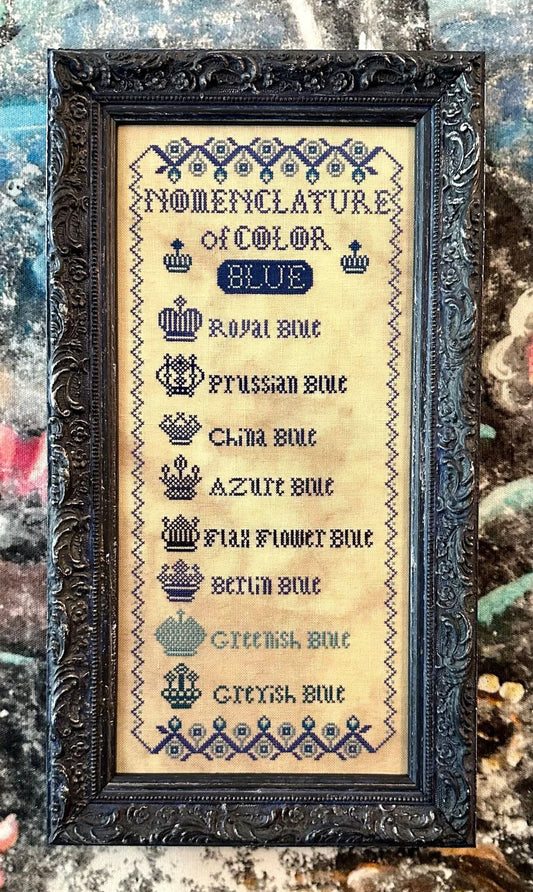 NOMENCLATURE
of COLOR
BLUE
Royal Blue
Prussian Blue
China Blue
Azure Blue
Flax Flower Blue
Berlin Blue
Greenish Blue
Greyish Blue